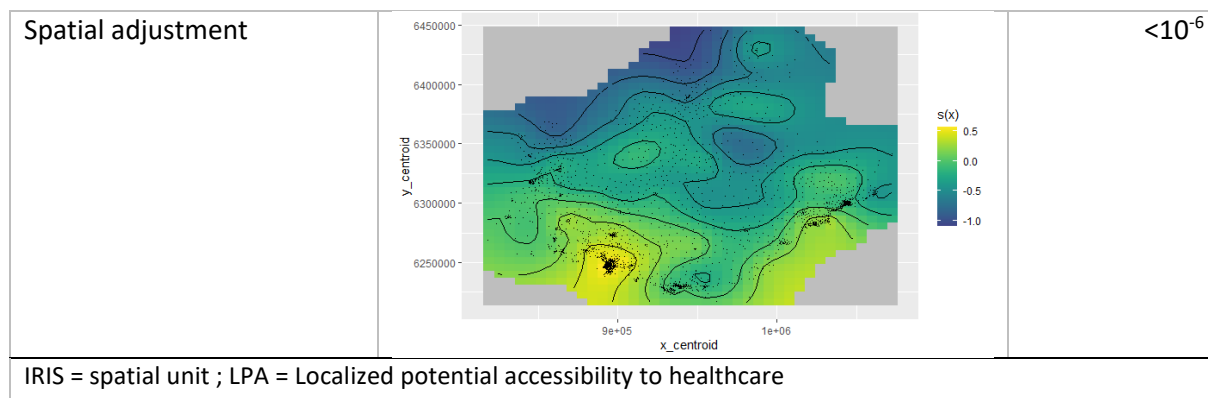 Spatial adjustment
<10-6
6450000
6400000
6350000
6300000
6250000
y_centroid
9e+05
1e+06
x_centroid
s(x)
0.5
0.0
-0.5
-1.0
IRIS = spatial unit ; LPA = Localized potential accessibility to healthcare